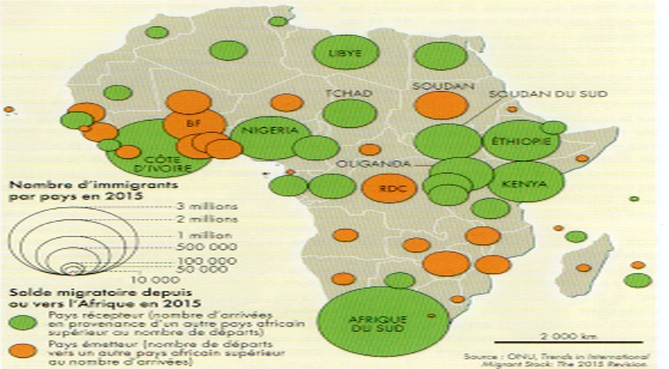 LIBYE
TCHAD
SOUDAN
SOUDAN DU SUD
BF
NIGERIA
ÉTHIOPIE
CÔTE
D'IVOIRE
OUGANDA
KENYA
RDC
AFRIQUE
DU SUD
Nombre d'immigrants
par pays en 2015
3 millions
2 millions
1 million
500 000
100 000
50 000
10 000
Solde migratoire depuis
ou vers l'Afrique en 2015
Pays récepteur (nombre d'arrivées
en provenance d'un autre pays africain
supérieur au nombre de départs)
Pays émetteur (nombre de départs
vers un autre pays africain supérieur
au nombre d'arrivées)
2 000 km
Source : ONU, Trends in International
Migrant Stock: The 2015 Revision